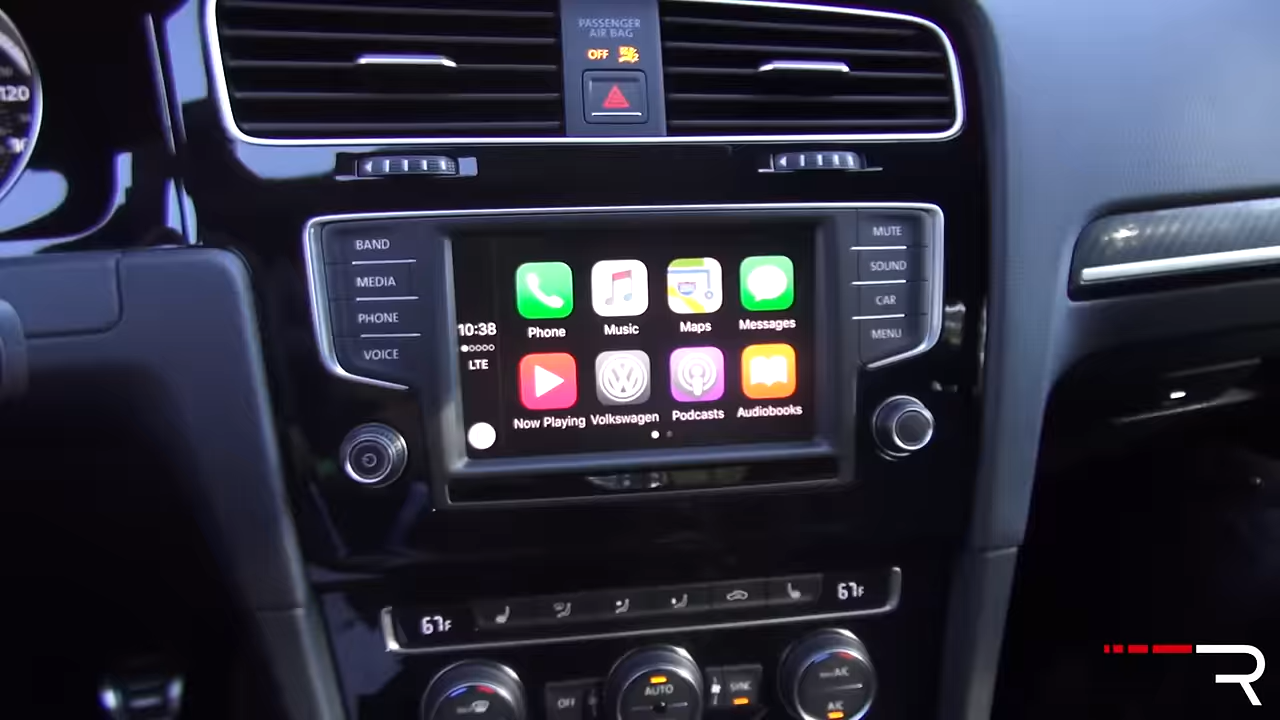 PASSENGER
AIR BAG
OFF
120
BAND
MEDIA
PHONE
VOICE
MUTE
SOUND
CAR
MENU
10:38
LTE
Phone
Music
Maps
Messages
Now Playing
Volkswagen
Podcasts
Audiobooks
67F
67F
OFF
AUTO
SYNC
A/C
R